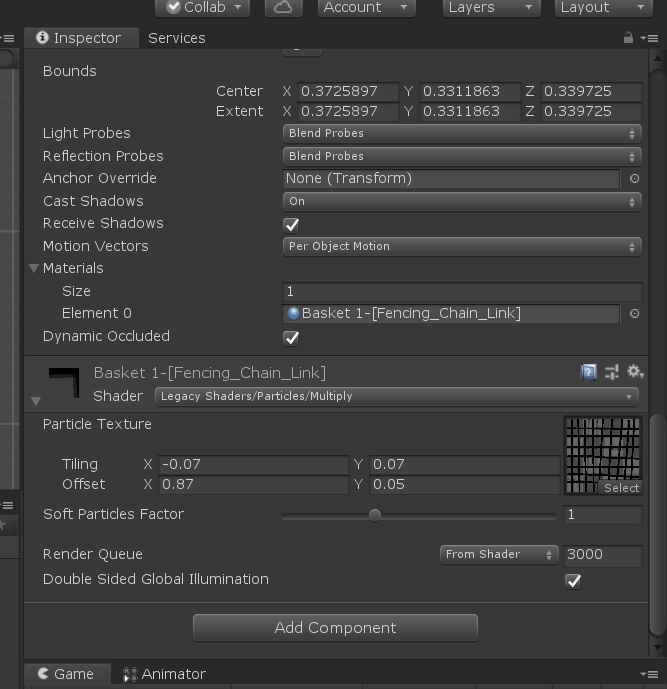 Collab Account Layers Layout
Inspector Services
Bounds
Center X 0.3725897 Y 0.3311863 Z 0.339725
Extent X 0.3725897 Y 0.3311863 Z 0.339725
Light Probes Blend Probes
Reflection Probes Blend Probes
Anchor Override None (Transform)
Cast Shadows On
Receive Shadows
Motion Vectors Per Object Motion
Materials
Size 1
Element 0 Basket 1-[Fencing_Chain_Link]
Dynamic Occluded
Basket 1-[Fencing_Chain_Link]
Shader Legacy Shaders/Particles/Multiply
Particle Texture
Tiling X -0.07 Y 0.07
Offset X 0.87 Y 0.05
Select
Soft Particles Factor 1
Render Queue From Shader 3000
Double Sided Global Illumination
Add Component
Game Animator